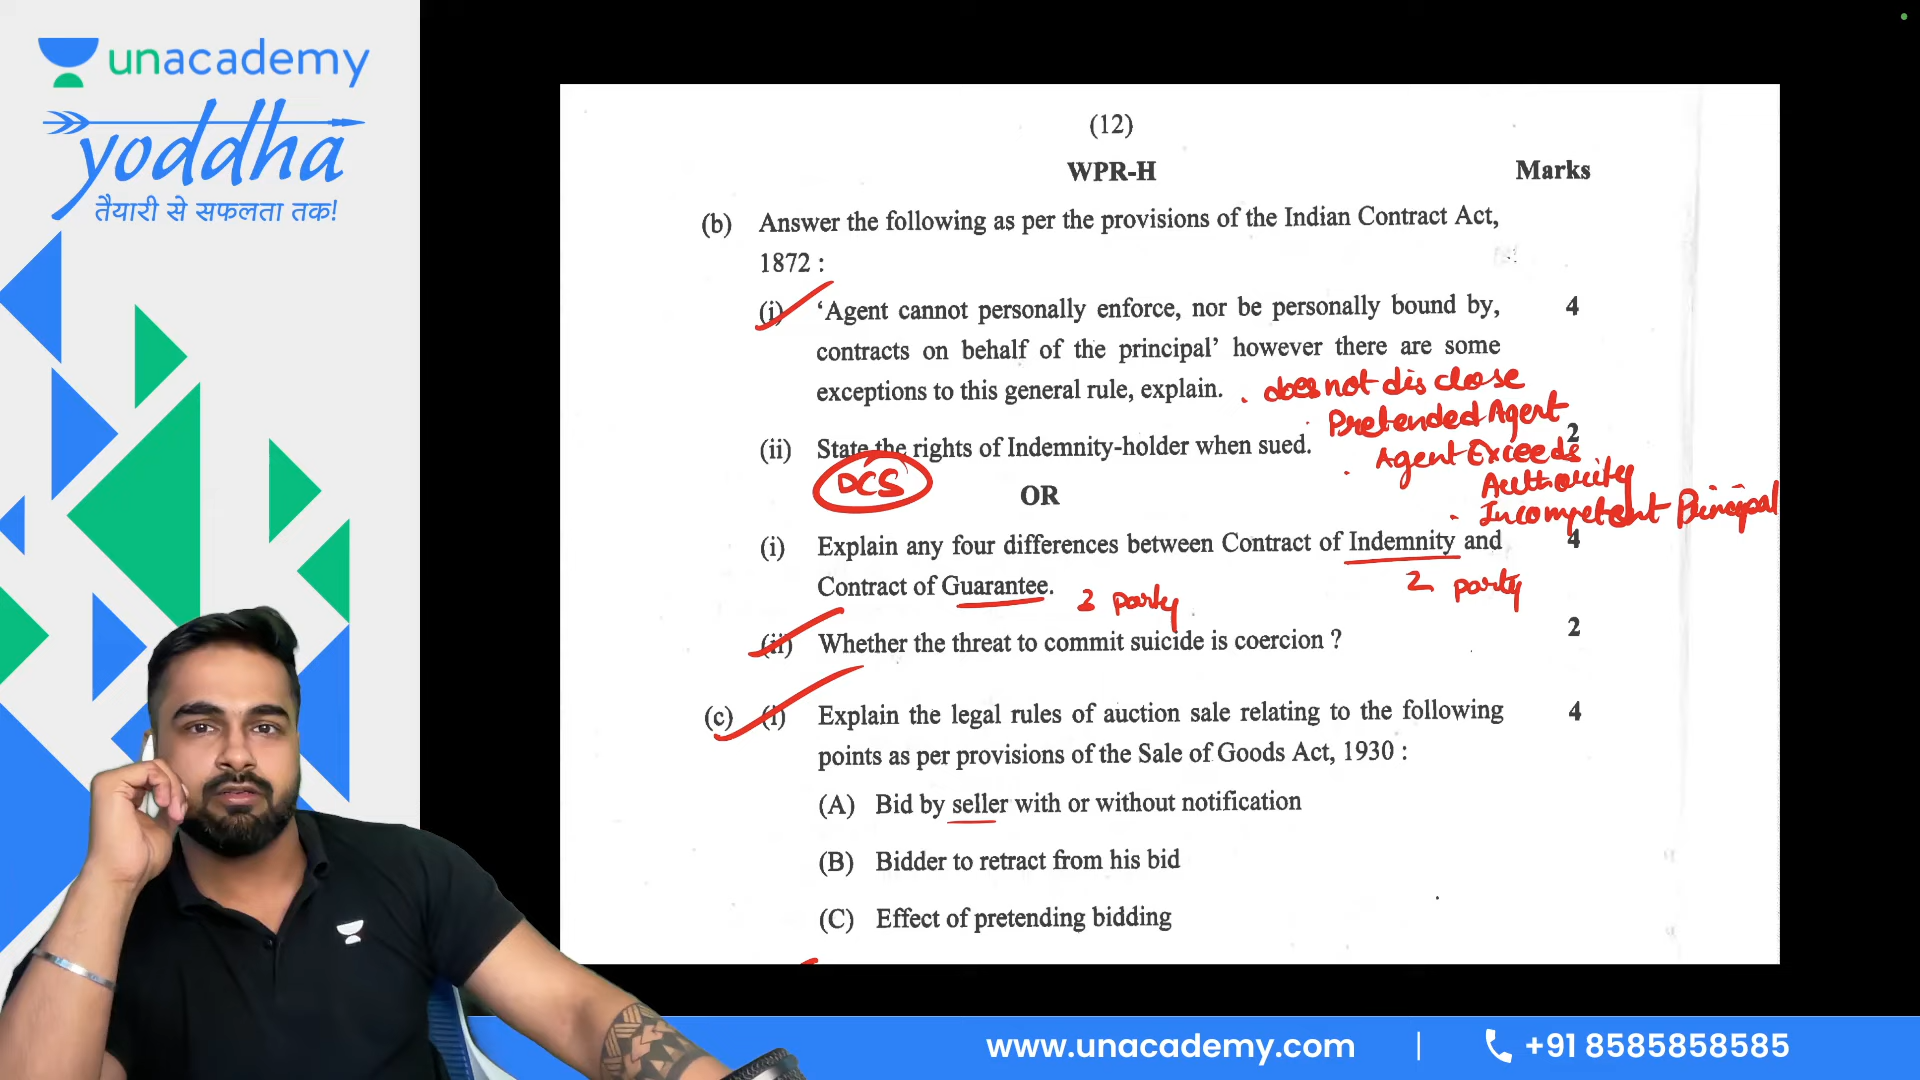 unacademy
yoddha
तैयारी से सफलता तक!
(12)
WPR-H
Marks
(b) Answer the following as per the provisions of the Indian Contract Act,
1872 :
(i) ‘Agent cannot personally enforce, nor be personally bound by, 4
contracts on behalf of the principal’ however there are some
exceptions to this general rule, explain.
. does not disclose
. Pretended Agent
(ii) State the rights of Indemnity-holder when sued. 2
. Agent Exceeds
Authority
DCS
OR
. Incompetent Principal
(i) Explain any four differences between Contract of Indemnity and 4
Contract of Guarantee.
2 party
party
(ii) Whether the threat to commit suicide is coercion ? 2
(c) (i) Explain the legal rules of auction sale relating to the following 4
points as per provisions of the Sale of Goods Act, 1930 :
(A) Bid by seller with or without notification
(B) Bidder to retract from his bid
(C) Effect of pretending bidding
www.unacademy.com | +91 8585858585